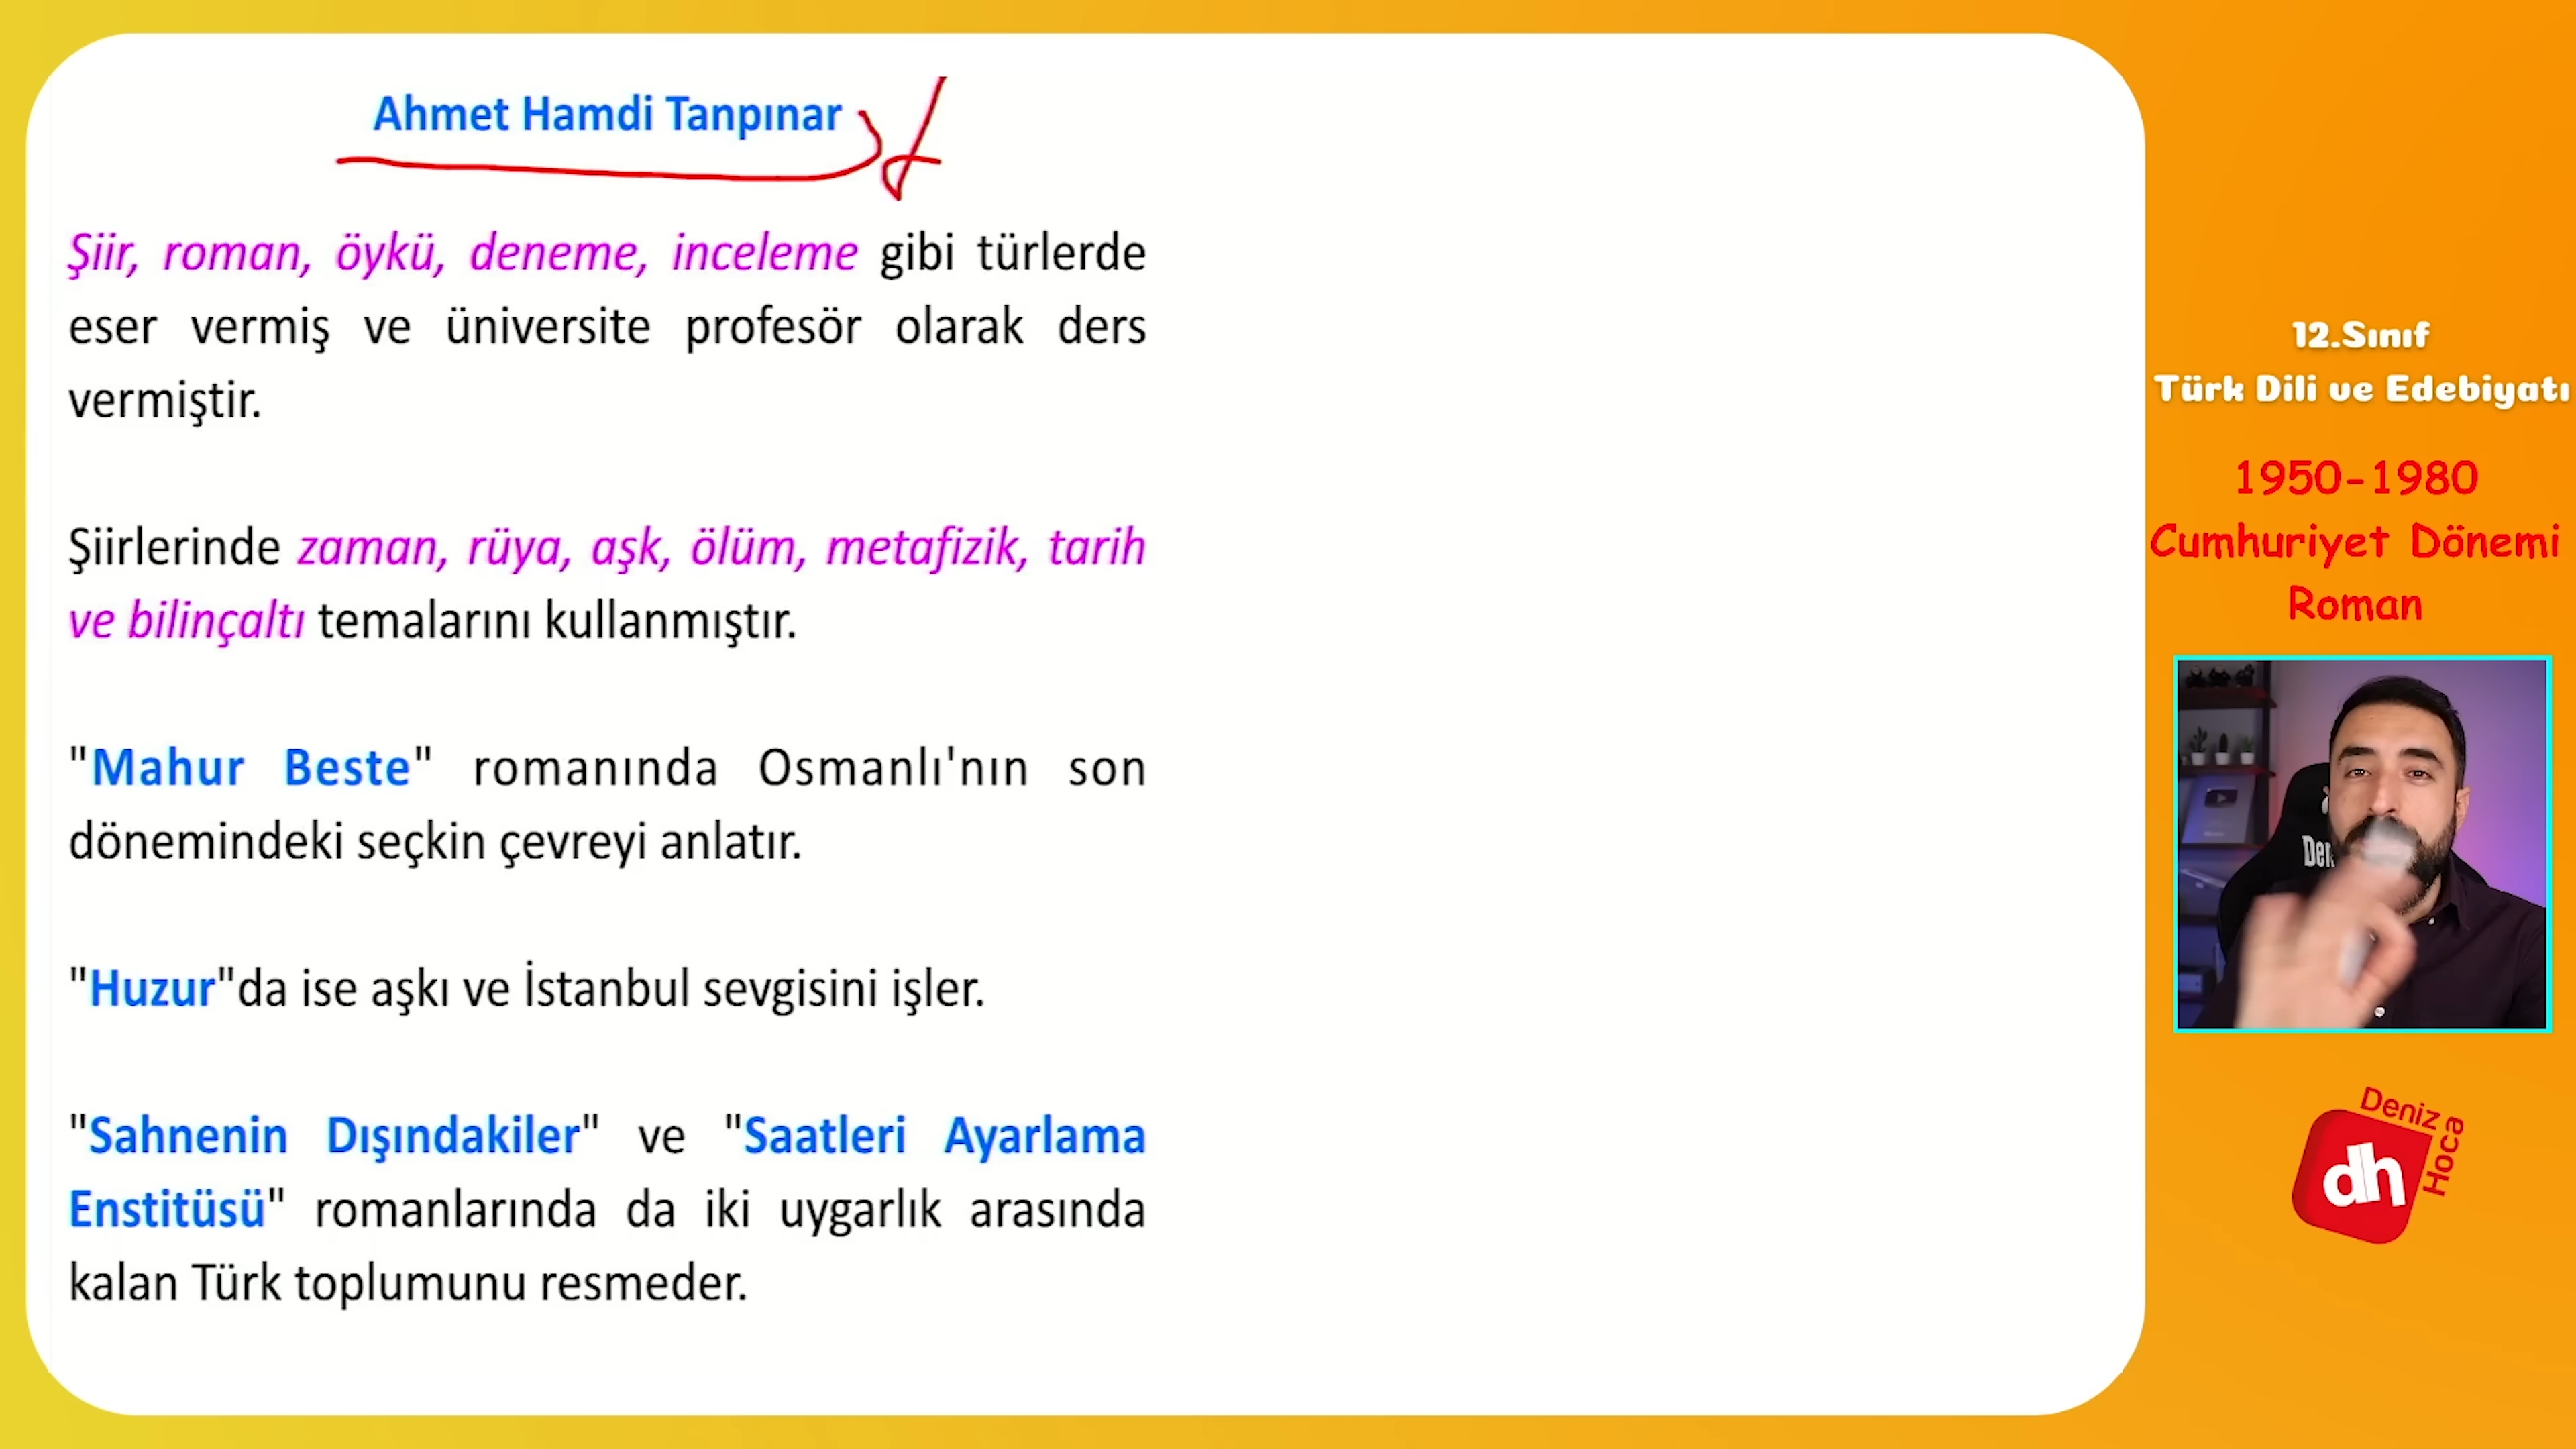 Ahmet Hamdi Tanpınar
Şiir, roman, öykü, deneme, inceleme gibi türlerde
eser vermiş ve üniversite profesör olarak ders
vermiştir.
Şiirlerinde zaman, rüya, aşk, ölüm, metafizik, tarih
ve bilinçaltı temalarını kullanmıştır.
"Mahur Beste" romanında Osmanlı'nın son
dönemindeki seçkin çevreyi anlatır.
"Huzur"da ise aşkı ve İstanbul sevgisini işler.
"Sahnenin Dışındakiler" ve "Saatleri Ayarlama
Enstitüsü" romanlarında da iki uygarlık arasında
kalan Türk toplumunu resmeder.
12.Sınıf
Türk Dili ve Edebiyatı
1950-1980
Cumhuriyet Dönemi
Roman
Deniz
Hoca
dh